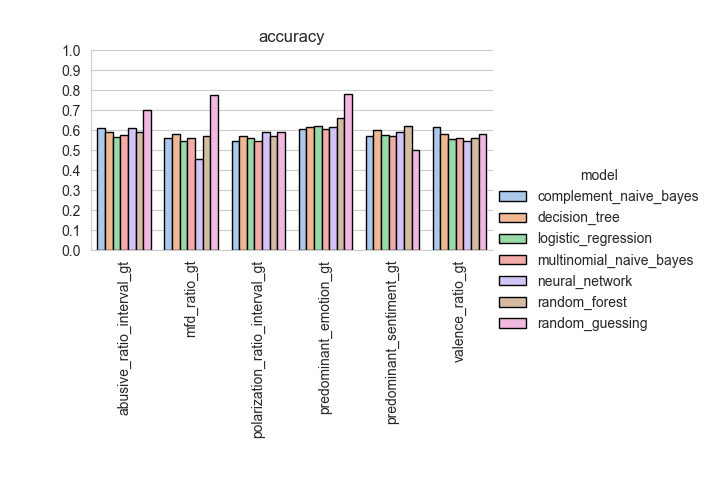 accuracy
1.0
0.9
0.8
0.7
0.6
0.5
0.4
0.3
0.2
0.1
0.0
abusive_ratio_interval_gt
mfd_ratio_gt
polarization_ratio_interval_gt
predominant_emotion_gt
predominant_sentiment_gt
valence_ratio_gt
model
complement_naive_bayes
decision_tree
logistic_regression
multinomial_naive_bayes
neural_network
random_forest
random_guessing